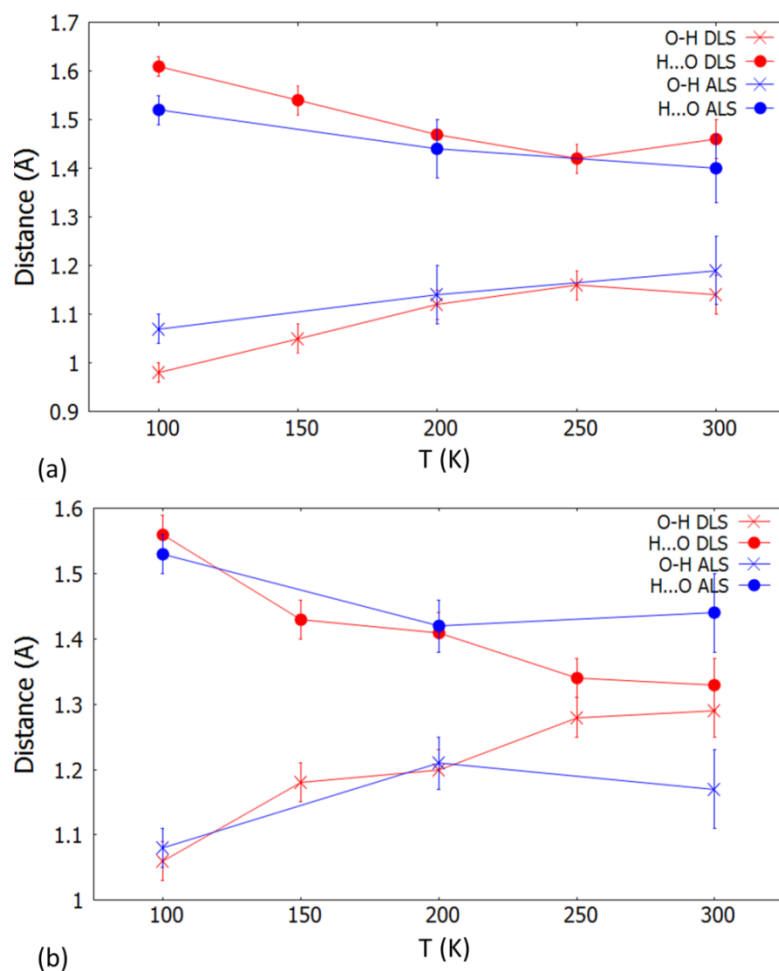 1.7
1.6
1.5
1.4
1.3
1.2
1.1
1
0.9
Distance (Å)
O-H DLS
H...O DLS
O-H ALS
H...O ALS
100
150
200
250
300
T (K)
(a)
1.6
1.5
1.4
1.3
1.2
1.1
1
Distance (Å)
O-H DLS
H...O DLS
O-H ALS
H...O ALS
100
150
200
250
300
T (K)
(b)